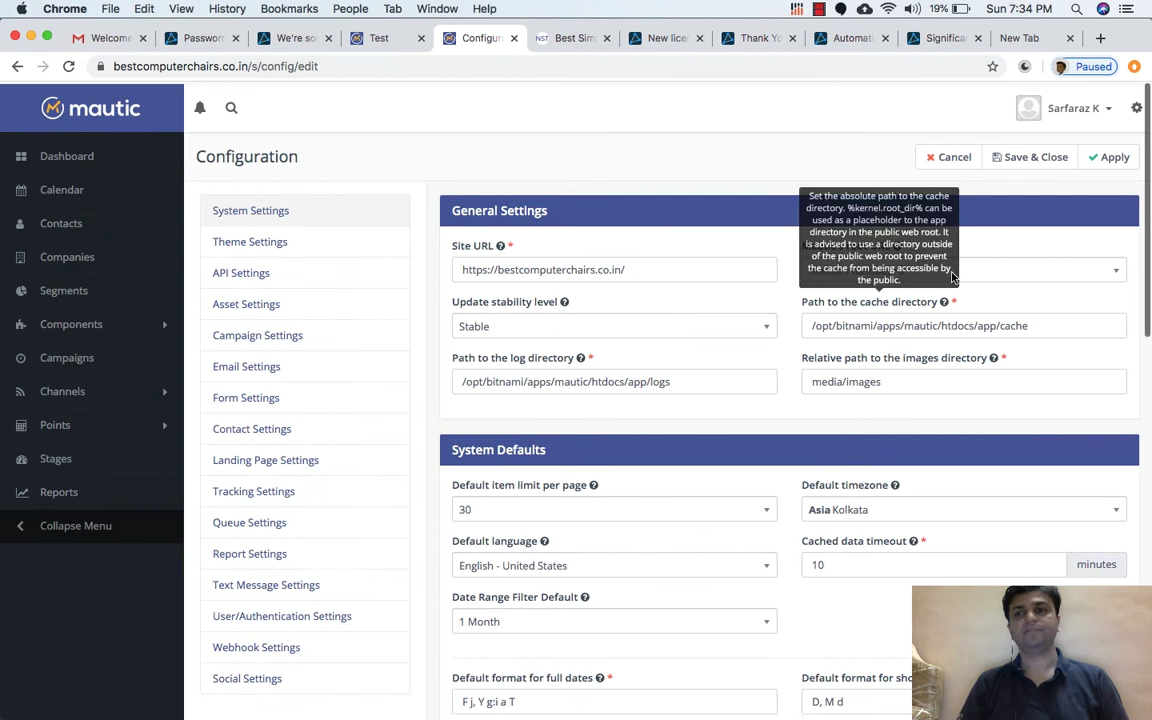 Chrome File Edit View History Bookmarks People Tab Window Help
19% Sun 7:34 PM
Welcome
Passwor
We're so
Test
Configur
NST
Best Sim
New lice
Thank Yo
Automati
Significa
New Tab
bestcomputerchairs.co.in/s/config/edit
Paused
mautic
Sarfaraz K
Dashboard
Calendar
Contacts
Companies
Segments
Components
Campaigns
Channels
Points
Stages
Reports
Collapse Menu
Configuration
Cancel
Save & Close
Apply
System Settings
Theme Settings
API Settings
Asset Settings
Campaign Settings
Email Settings
Form Settings
Contact Settings
Landing Page Settings
Tracking Settings
Queue Settings
Report Settings
Text Message Settings
User/Authentication Settings
Webhook Settings
Social Settings
General Settings
Set the absolute path to the cache
directory. %kernel.root_dir% can be
used as a placeholder to the app
directory in the public web root. It
is advised to use a directory outside
of the public web root to prevent
the cache from being accessible by
the public.
Site URL *
https://bestcomputerchairs.co.in/
Update stability level
Stable
Path to the cache directory *
/opt/bitnami/apps/mautic/htdocs/app/cache
Path to the log directory *
/opt/bitnami/apps/mautic/htdocs/app/logs
Relative path to the images directory *
media/images
System Defaults
Default item limit per page
30
Default timezone
Asia Kolkata
Default language
English - United States
Cached data timeout *
10
minutes
Date Range Filter Default
1 Month
Default format for full dates *
F j, Y g:i a T
Default format for sho
D, M d